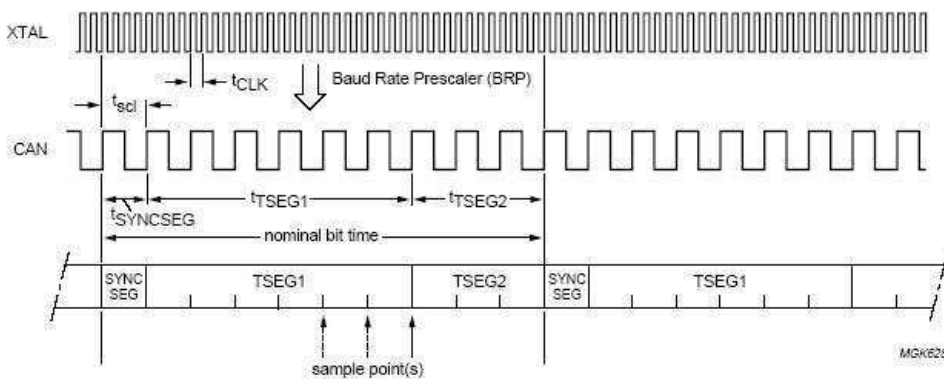 XTAL
tCLK
Baud Rate Prescaler (BRP)
tscl
CAN
tSYNCSEG
tTSEG1
tTSEG2
nominal bit time
SYNC SEG
TSEG1
TSEG2
SYNC SEG
TSEG1
sample point(s)